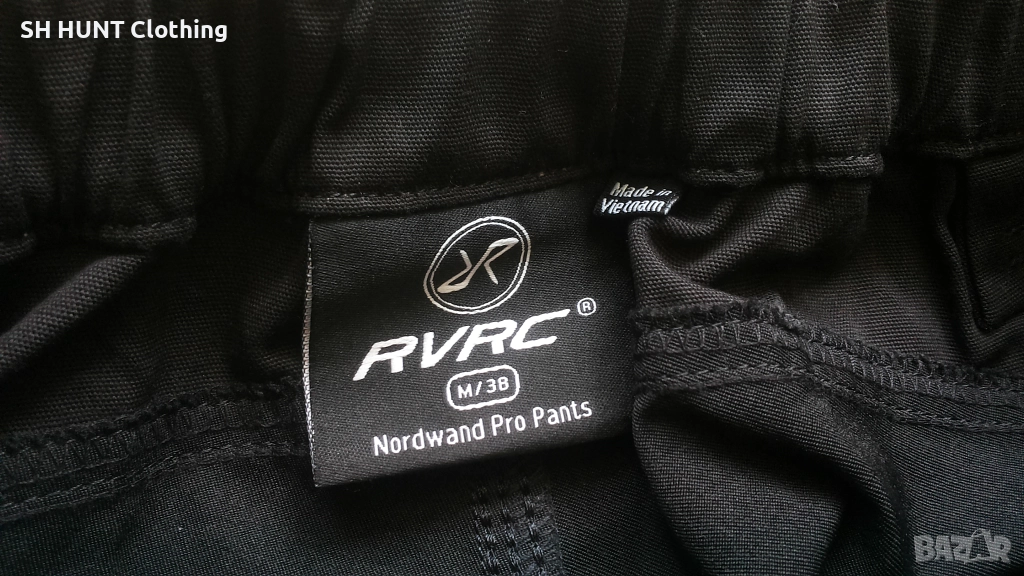 SH HUNT Clothing
Made in
Vietnam
RVRC®
M/38
Nordwand Pro Pants
BAZAR